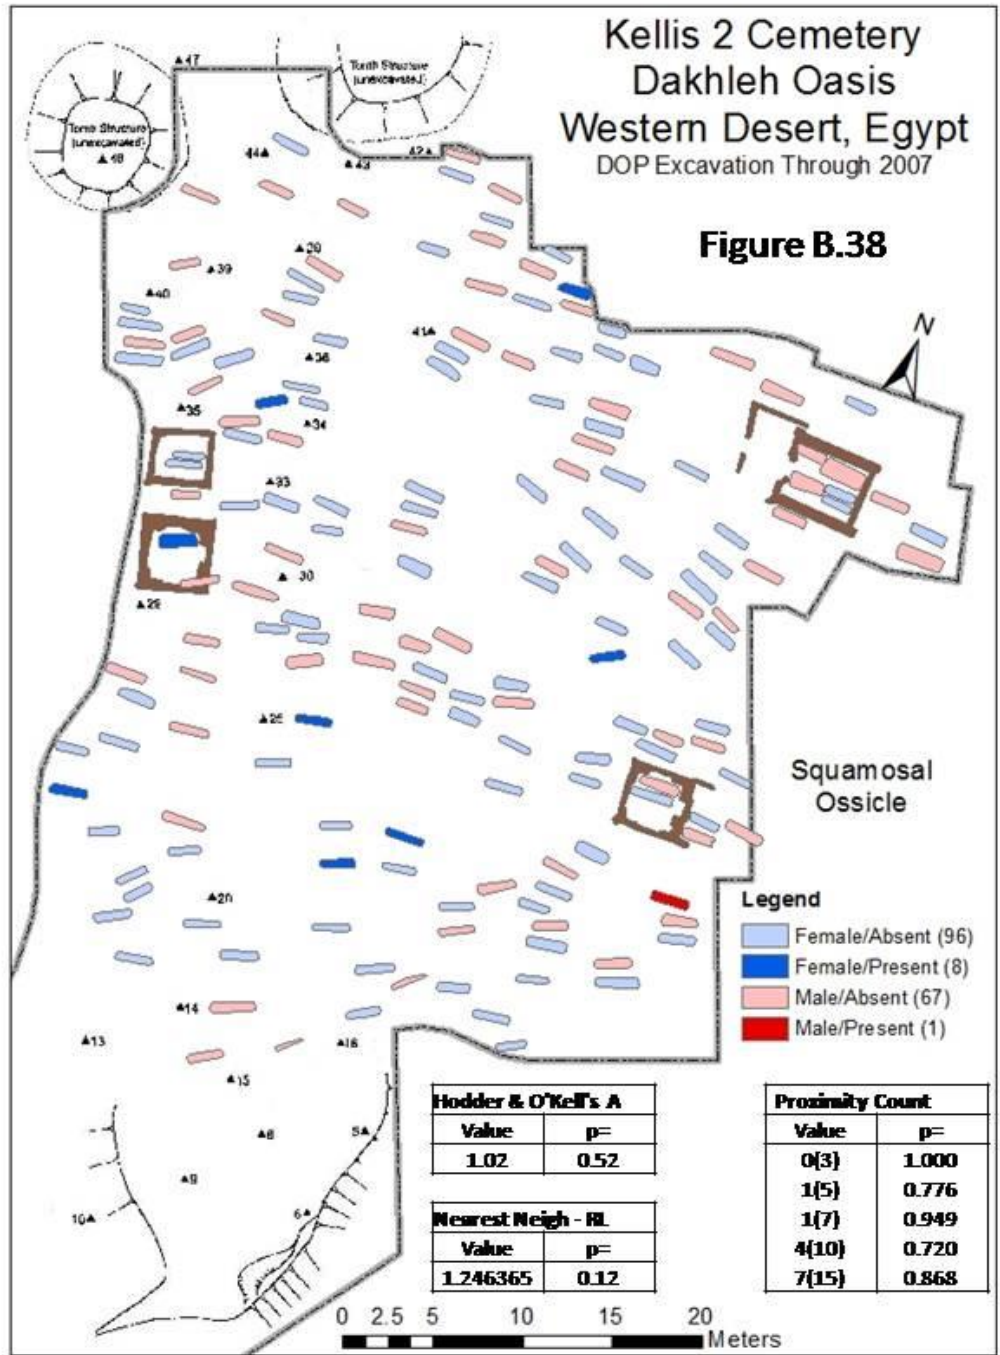 Kellis 2 Cemetery
Dakhleh Oasis
Western Desert, Egypt
DOP Excavation Through 2007
Figure B.38
47
Tomb Structure
(unexcavated)
Tomb Structure
(unexcavated)
48
44
43
42
N
39
40
41
36
35
34
33
30
29
25
Squamosal
Ossicle
20
Legend
Female/Absent (96)
Female/Present (8)
Male/Absent (67)
Male/Present (1)
14
13
16
15
8
5
9
10
6
Hodder & O'Kell's A
Value p=
1.02 0.52
Nearest Neigh - RL
Value p=
1.246365 0.12
Proximity Count
Value p=
0(3) 1.000
1(5) 0.776
1(7) 0.949
4(10) 0.720
7(15) 0.868
0 2.5 5 10 15 20
Meters